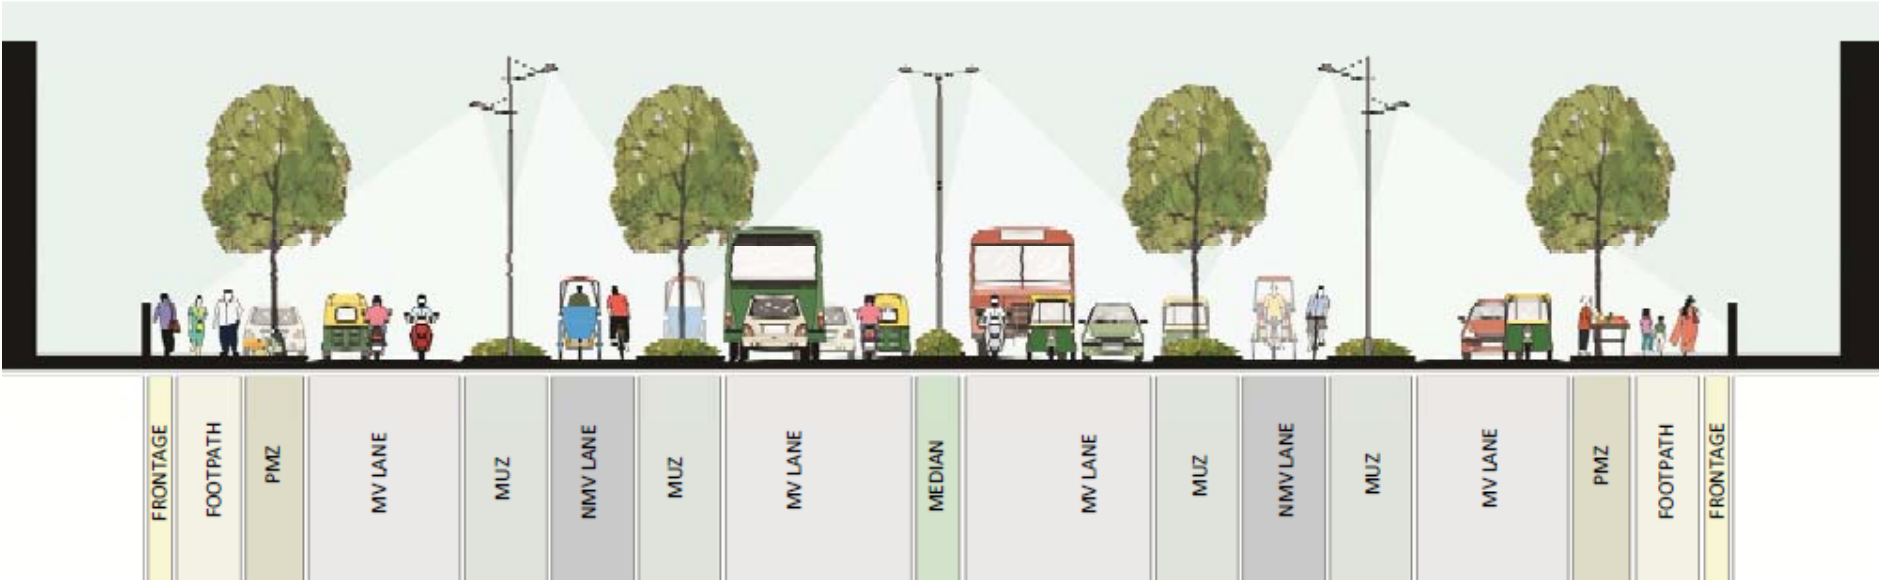 FRONTAGE
FOOTPATH
PMZ
MV LANE
MUZ
NMV LANE
MUZ
MV LANE
MEDIAN
MV LANE
MUZ
NMV LANE
MUZ
MV LANE
PMZ
FOOTPATH
FRONTAGE